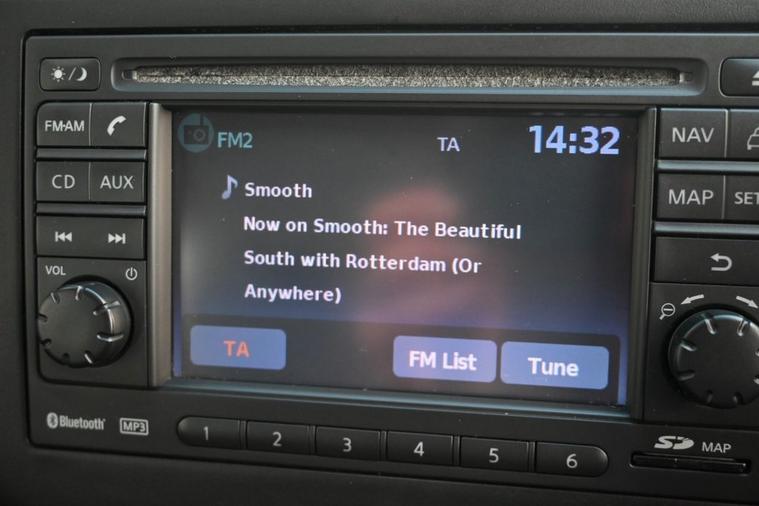 FM·AM
CD
AUX
VOL
FM2
TA
14:32
Smooth
Now on Smooth: The Beautiful
South with Rotterdam (Or
Anywhere)
TA
FM List
Tune
NAV
MAP
Bluetooth
MP3
1
2
3
4
5
6
SD
MAP